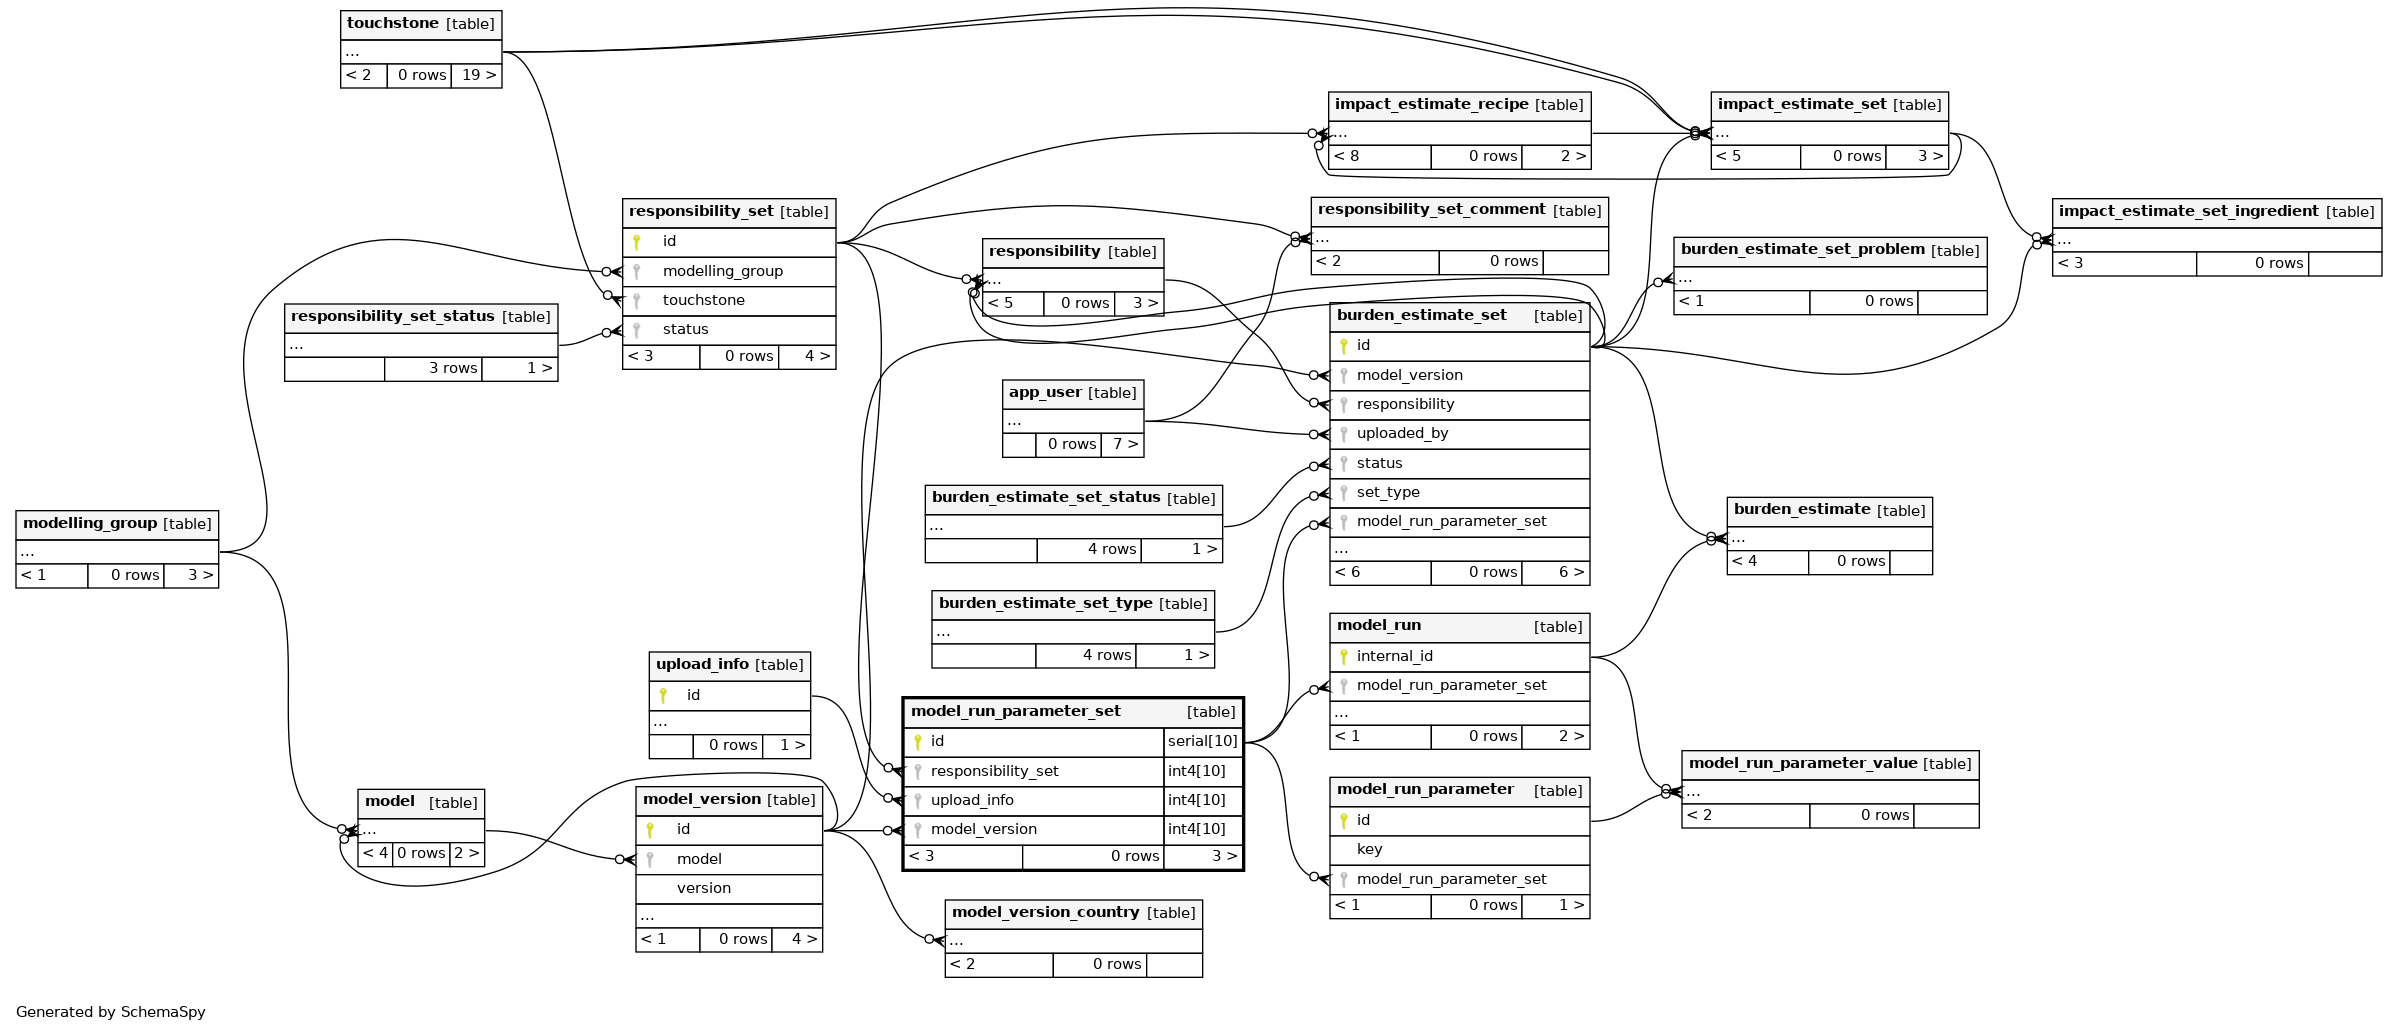 touchstone [table]
...
< 2 0 rows 19 >
impact_estimate_recipe [table]
...
< 8 0 rows 2 >
impact_estimate_set [table]
...
< 5 0 rows 3 >
responsibility_set [table]
id
modelling_group
touchstone
status
< 3 0 rows 4 >
responsibility_set_comment [table]
...
< 2 0 rows
impact_estimate_set_ingredient [table]
...
< 3 0 rows
responsibility [table]
...
< 5 0 rows 3 >
burden_estimate_set_problem [table]
...
< 1 0 rows
responsibility_set_status [table]
...
3 rows 1 >
burden_estimate_set [table]
id
model_version
responsibility
uploaded_by
status
set_type
model_run_parameter_set
...
< 6 0 rows 6 >
app_user [table]
...
0 rows 7 >
burden_estimate_set_status [table]
...
4 rows 1 >
burden_estimate [table]
...
< 4 0 rows
modelling_group [table]
...
< 1 0 rows 3 >
burden_estimate_set_type [table]
...
4 rows 1 >
model_run [table]
internal_id
model_run_parameter_set
...
< 1 0 rows 2 >
upload_info [table]
id
...
0 rows 1 >
model_run_parameter_set [table]
id serial[10]
responsibility_set int4[10]
upload_info int4[10]
model_version int4[10]
< 3 0 rows 3 >
model_run_parameter_value [table]
...
< 2 0 rows
model_run_parameter [table]
id
key
model_run_parameter_set
< 1 0 rows 1 >
model [table]
...
< 4 0 rows 2 >
model_version [table]
id
model
version
...
< 1 0 rows 4 >
model_version_country [table]
...
< 2 0 rows
Generated by SchemaSpy